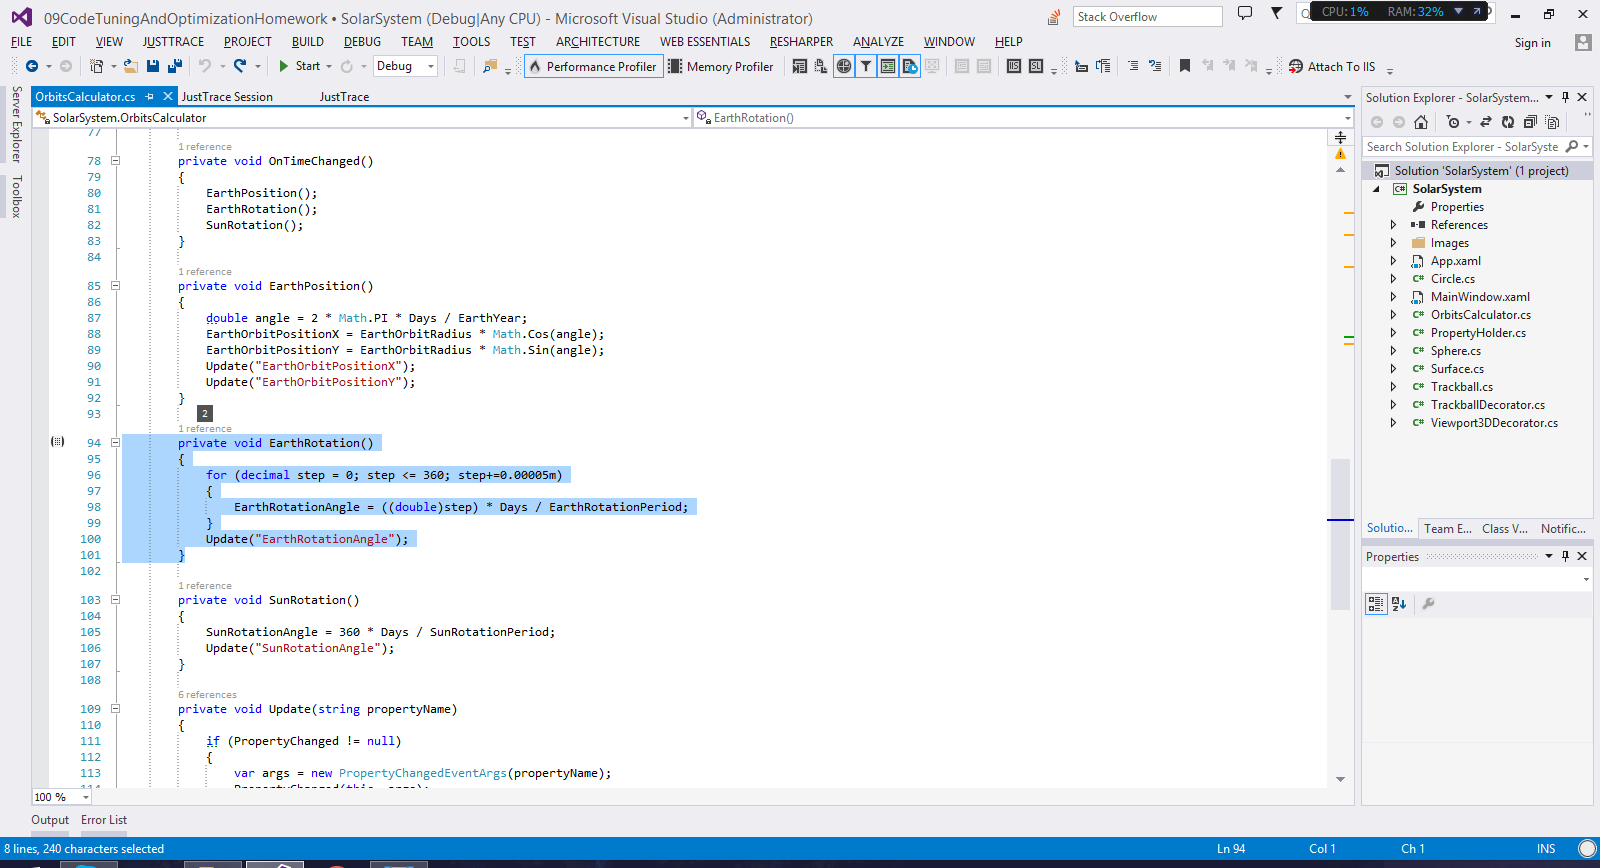 09CodeTuningAndOptimizationHomework • SolarSystem (Debug|Any CPU) - Microsoft Visual Studio (Administrator)
Stack Overflow
CPU:1% RAM:32%
FILE EDIT VIEW JUSTTRACE PROJECT BUILD DEBUG TEAM TOOLS TEST ARCHITECTURE WEB ESSENTIALS RESHARPER ANALYZE WINDOW HELP
Sign in
Start Debug Performance Profiler Memory Profiler Attach To IIS
Server Explorer
Toolbox
OrbitsCalculator.cs JustTrace Session JustTrace
SolarSystem.OrbitsCalculator EarthRotation()
77
1 reference
78 private void OnTimeChanged()
79 {
80 EarthPosition();
81 EarthRotation();
82 SunRotation();
83 }
84
1 reference
85 private void EarthPosition()
86 {
87 double angle = 2 * Math.PI * Days / EarthYear;
88 EarthOrbitPositionX = EarthOrbitRadius * Math.Cos(angle);
89 EarthOrbitPositionY = EarthOrbitRadius * Math.Sin(angle);
90 Update("EarthOrbitPositionX");
91 Update("EarthOrbitPositionY");
92 }
93 2
1 reference
94 private void EarthRotation()
95 {
96 for (decimal step = 0; step <= 360; step+=0.00005m)
97 {
98 EarthRotationAngle = ((double)step) * Days / EarthRotationPeriod;
99 }
100 Update("EarthRotationAngle");
101 }
102
1 reference
103 private void SunRotation()
104 {
105 SunRotationAngle = 360 * Days / SunRotationPeriod;
106 Update("SunRotationAngle");
107 }
108
6 references
109 private void Update(string propertyName)
110 {
111 if (PropertyChanged != null)
112 {
113 var args = new PropertyChangedEventArgs(propertyName);
114 PropertyChanged(this, args);
100 %
Solution Explorer - SolarSystem...
Search Solution Explorer - SolarSyste
Solution 'SolarSystem' (1 project)
C# SolarSystem
Properties
References
Images
App.xaml
C# Circle.cs
MainWindow.xaml
C# OrbitsCalculator.cs
C# PropertyHolder.cs
C# Sphere.cs
C# Surface.cs
C# Trackball.cs
C# TrackballDecorator.cs
C# Viewport3DDecorator.cs
Solutio... Team E... Class V... Notific...
Properties
Output Error List
8 lines, 240 characters selected Ln 94 Col 1 Ch 1 INS